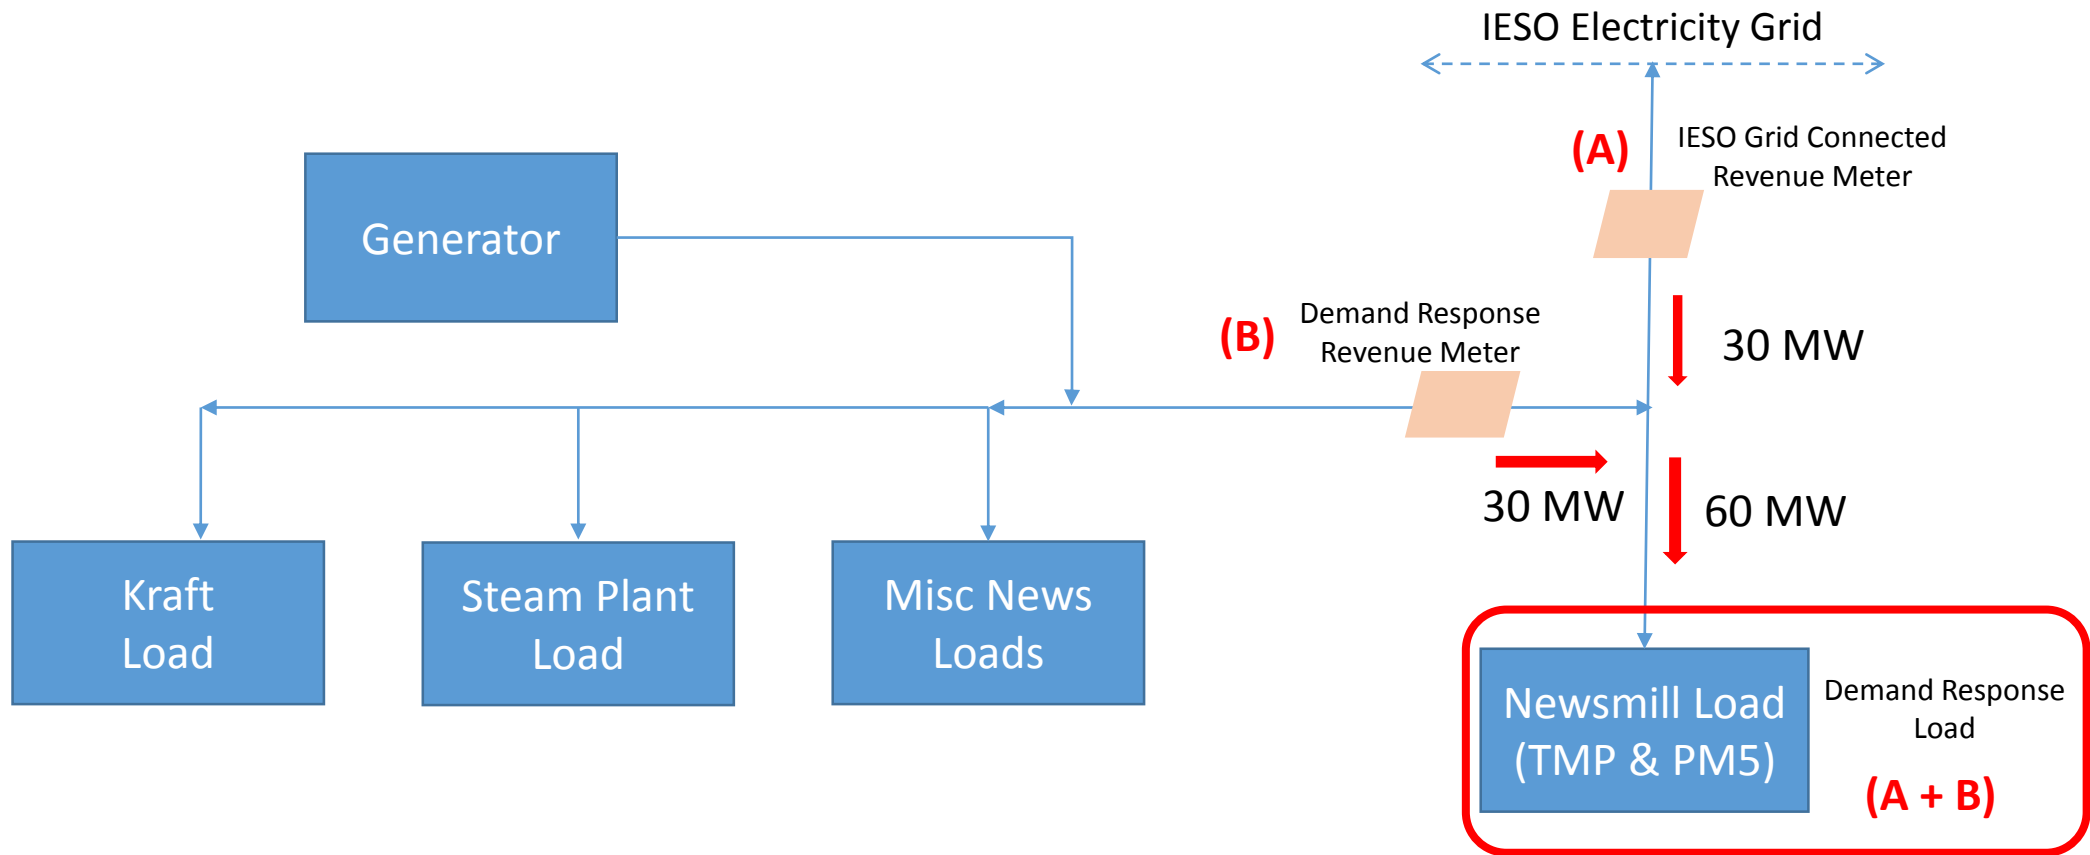 IESO Electricity Grid
(A)
IESO Grid Connected
Revenue Meter
Generator
(B)
Demand Response
Revenue Meter
30 MW
30 MW
60 MW
Kraft
Load
Steam Plant
Load
Misc News
Loads
Newsmill Load
(TMP & PM5)
Demand Response
Load
(A + B)